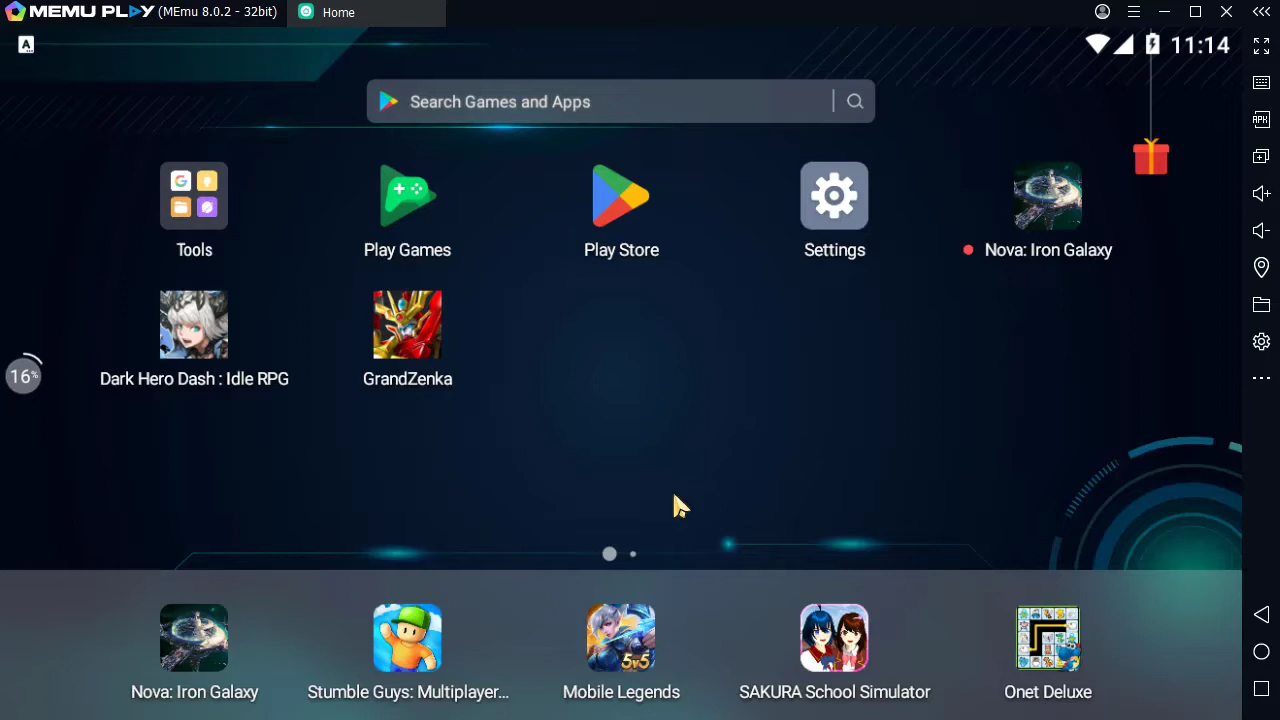 MEMU PLAY (MEmu 8.0.2 - 32bit)
Home
A
11:14
Search Games and Apps
Tools
Play Games
Play Store
Settings
Nova: Iron Galaxy
16%
Dark Hero Dash : Idle RPG
GrandZenka
APK
5v5
Nova: Iron Galaxy
Stumble Guys: Multiplayer...
Mobile Legends
SAKURA School Simulator
Onet Deluxe